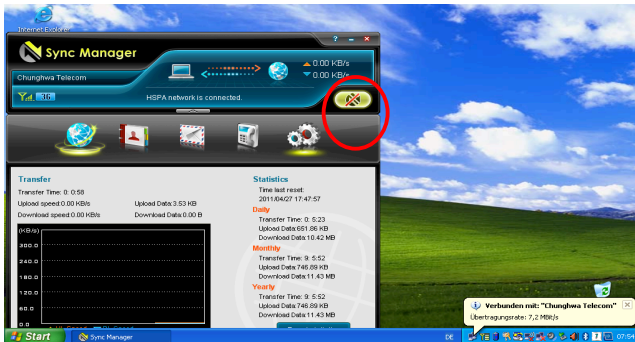 Internet Explorer
? – ×
Sync Manager
Chunghwa Telecom
0.00 KB/s
0.00 KB/s
3G
HSPA network is connected.
Transfer
Transfer Time: 0: 0:58
Upload speed:0.00 KB/s
Upload Data:3.53 KB
Download speed:0.00 KB/s
Download Data:0.00 B
(KB/s)
300.0
240.0
180.0
120.0
60.0
0.0
Statistics
Time last reset:
2011/04/27 17:47:57
Daily
Transfer Time: 0: 5:23
Upload Data:651.86 KB
Download Data:10.42 MB
Monthly
Transfer Time: 9: 5:52
Upload Data:746.89 KB
Download Data:11.43 MB
Yearly
Transfer Time: 9: 5:52
Upload Data:746.89 KB
Download Data:11.43 MB
Verbunden mit: "Chunghwa Telecom"
Übertragungsrate: 7,2 MBit/s
Start
Sync Manager
DE
07:54